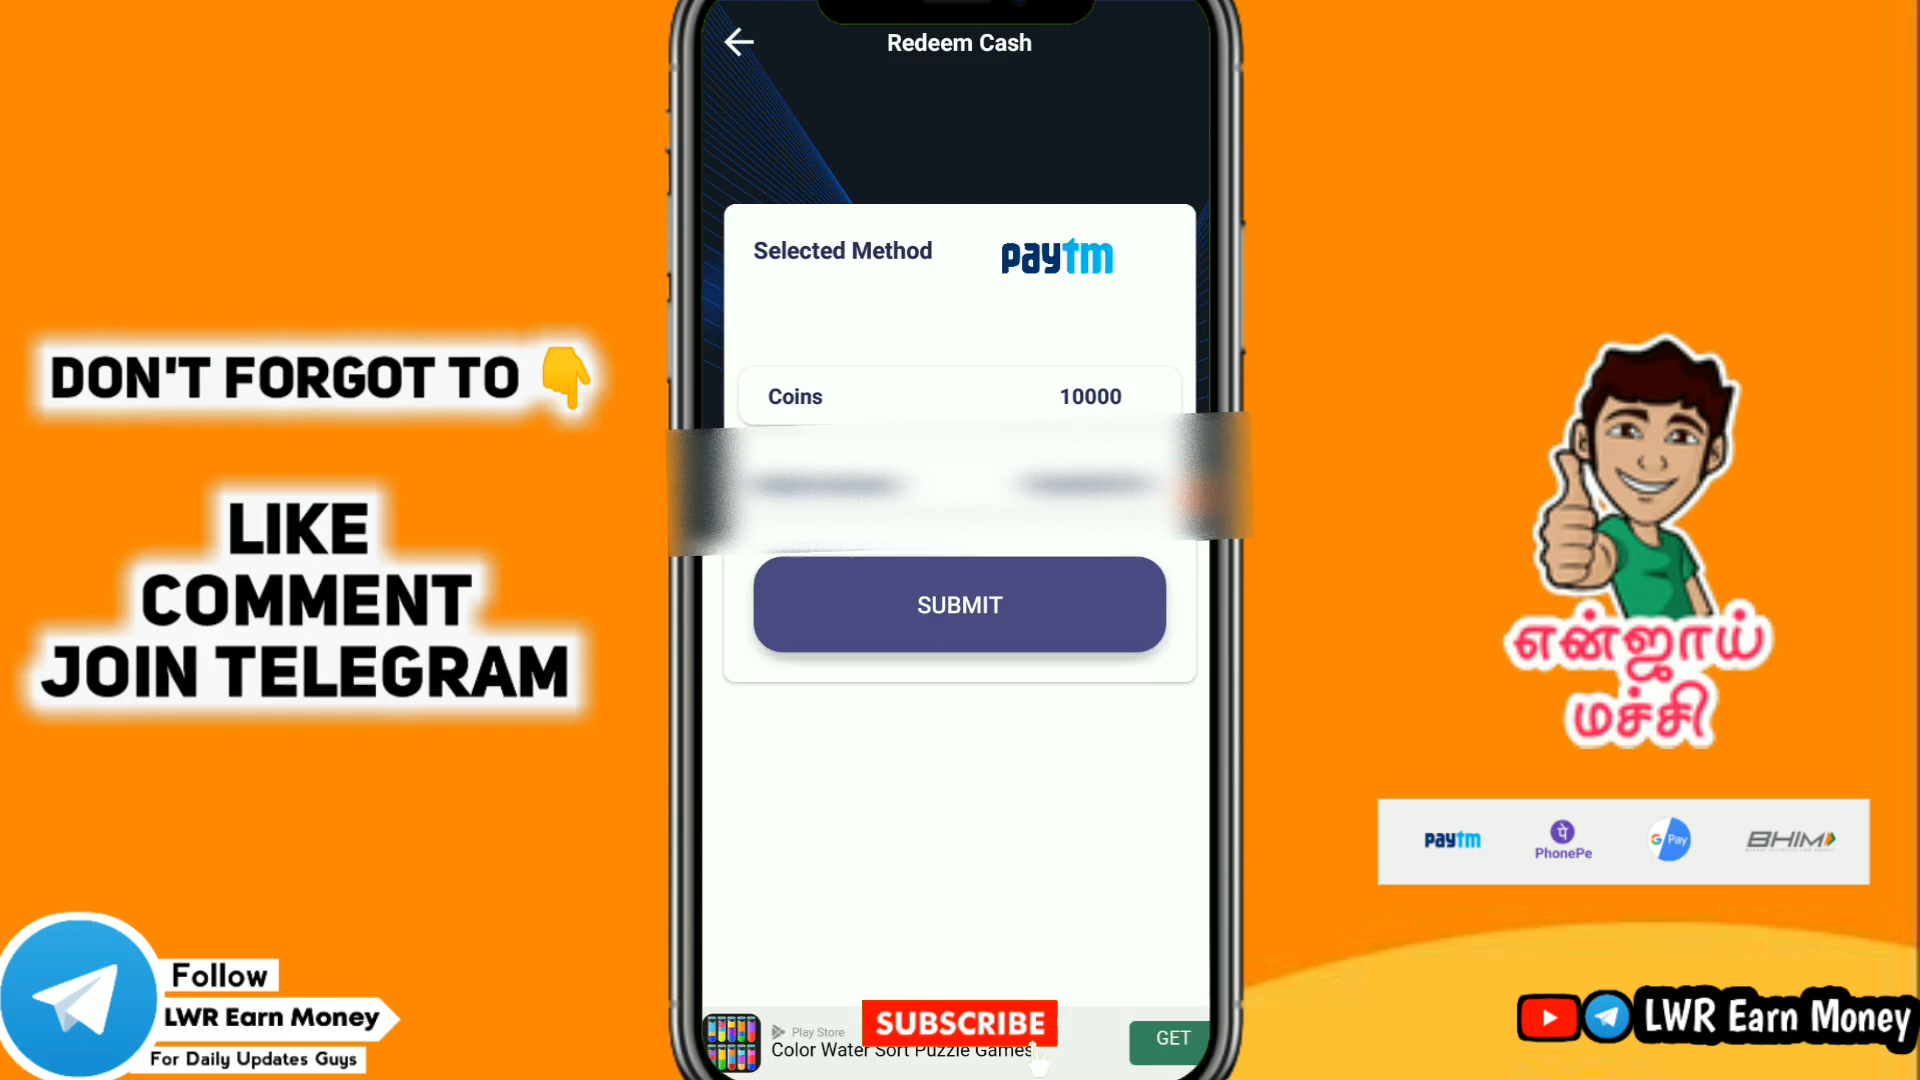 Redeem Cash
Selected Method
paytm
Coins 10000
SUBMIT
DON'T FORGOT TO 👇
LIKE
COMMENT
JOIN TELEGRAM
என்ஜாய்
மச்சி
paytm
पे
PhonePe
G Pay
BHIM
Follow
LWR Earn Money
For Daily Updates Guys
Play Store
Color Water Sort Puzzle Games
SUBSCRIBE
GET
LWR Earn Money